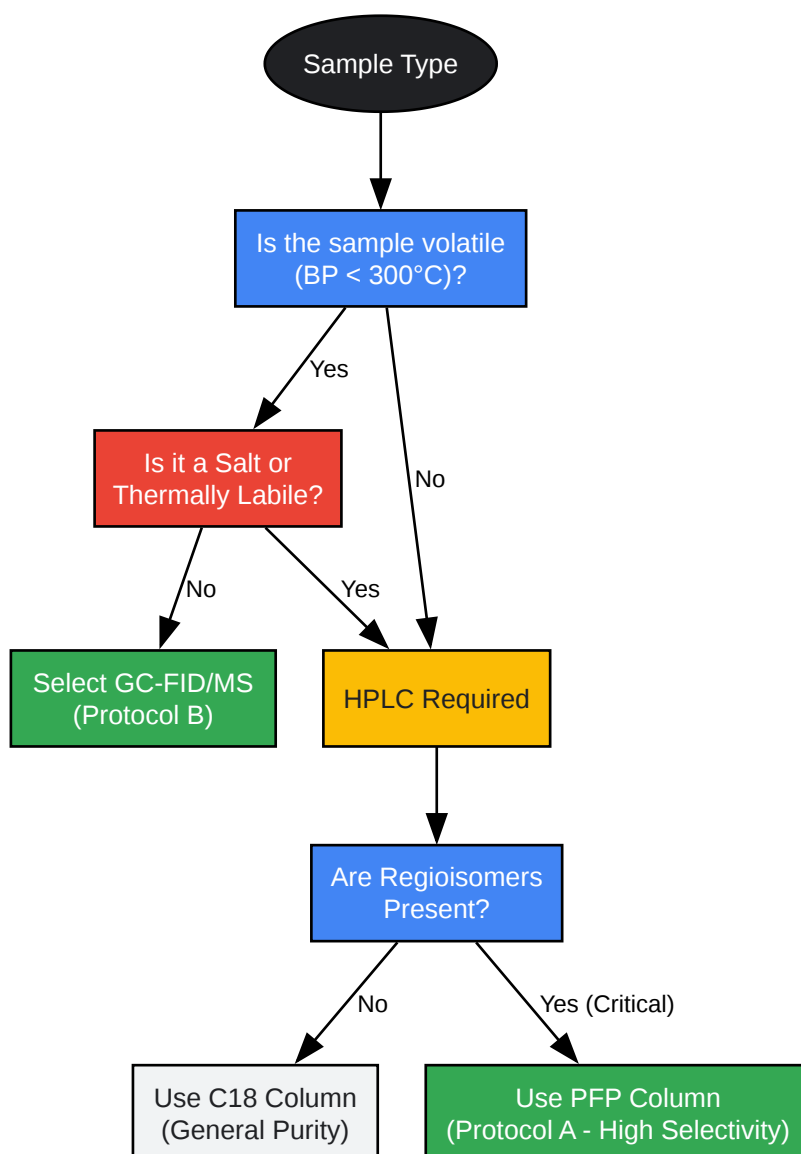 Sample Type
Is the sample volatile
(BP < 300°C)?
Yes
Is it a Salt or
Thermally Labile?
No
No
Yes
Select GC-FID/MS
(Protocol B)
HPLC Required
Are Regioisomers
Present?
No
Yes (Critical)
Use C18 Column
(General Purity)
Use PFP Column
(Protocol A - High Selectivity)